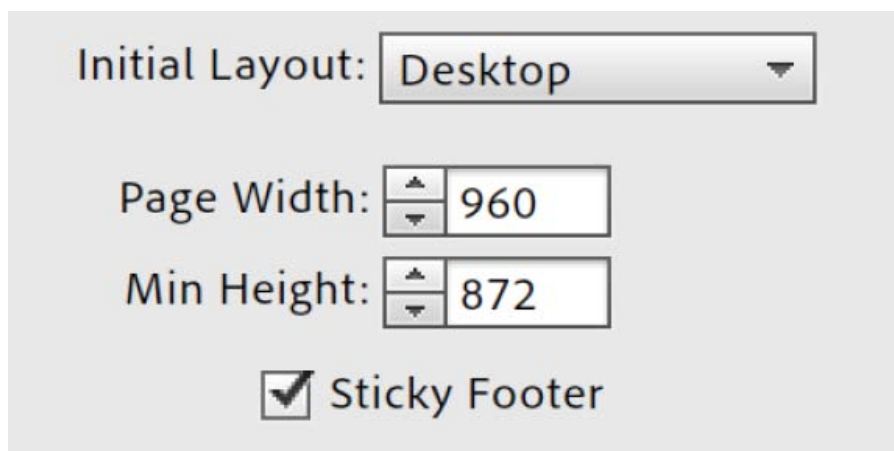 Initial Layout: Desktop
Page Width: 960
Min Height: 872
Sticky Footer